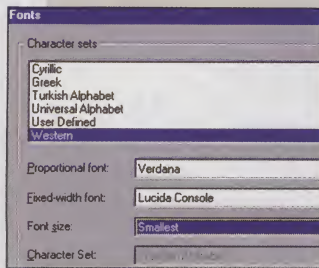 Fonts
Character sets
Cyrillic
Greek
Turkish Alphabet
Universal Alphabet
User Defined
Western
Proportional font: Verdana
Fixed-width font: Lucida Console
Font size: Smallest
Character Set: